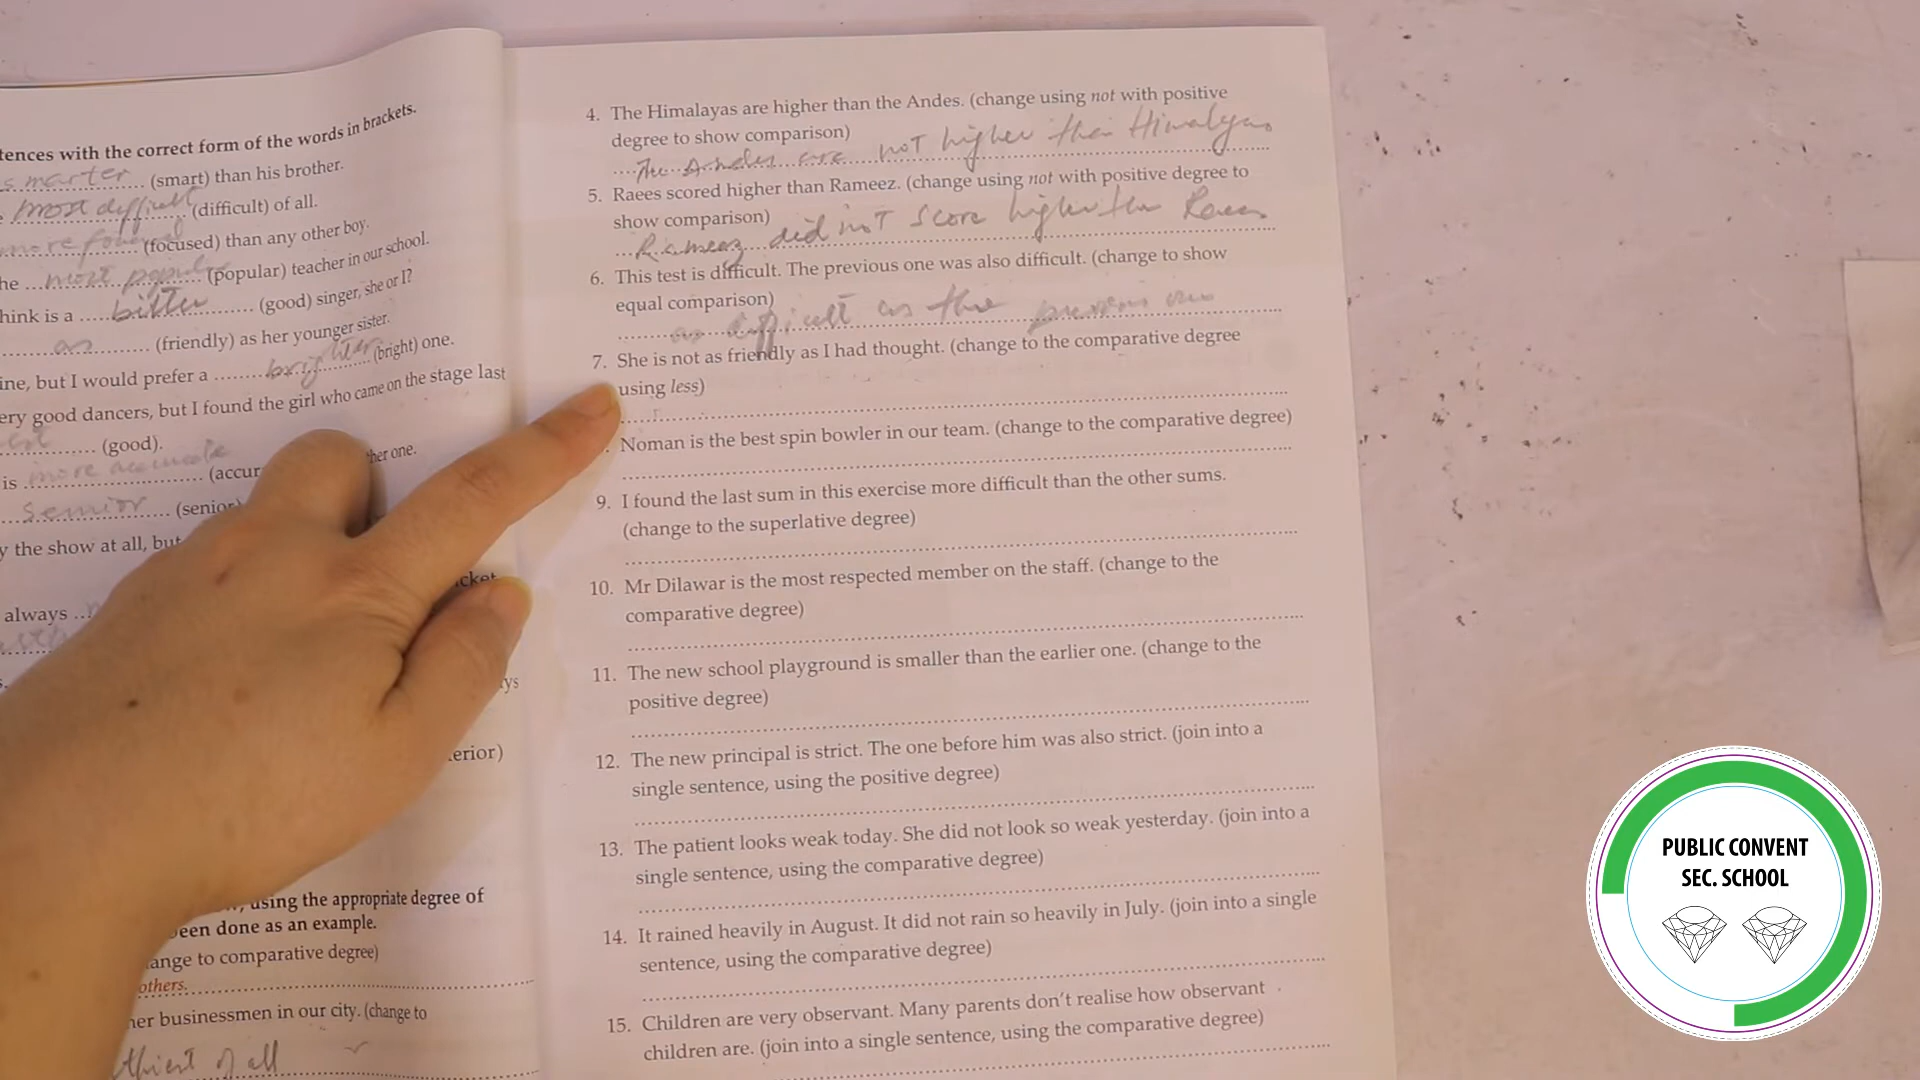 tences with the correct form of the words in brackets.
smarter (smart) than his brother.
most difficult (difficult) of all.
more (focused) than any other boy.
he most popular (popular) teacher in our school.
hink is a bitter (good) singer, she or I?
as (friendly) as her younger sister.
ine, but I would prefer a brighter (bright) one.
ery good dancers, but I found the girl who came on the stage last
(good).
is more accurate (accur her one.
senior (senior)
y the show at all, but
cket
always
ys
erior)
using the appropriate degree of
been done as an example.
ange to comparative degree)
others.
her businessmen in our city. (change to
of all
4. The Himalayas are higher than the Andes. (change using not with positive
degree to show comparison)
The Andes are not higher than Himalyas
5. Raees scored higher than Rameez. (change using not with positive degree to
show comparison)
Rameez did not score higher than Raees
6. This test is difficult. The previous one was also difficult. (change to show
equal comparison)
as difficult as the
7. She is not as friendly as I had thought. (change to the comparative degree
using less)
Noman is the best spin bowler in our team. (change to the comparative degree)
9. I found the last sum in this exercise more difficult than the other sums.
(change to the superlative degree)
10. Mr Dilawar is the most respected member on the staff. (change to the
comparative degree)
11. The new school playground is smaller than the earlier one. (change to the
positive degree)
12. The new principal is strict. The one before him was also strict. (join into a
single sentence, using the positive degree)
13. The patient looks weak today. She did not look so weak yesterday. (join into a
single sentence, using the comparative degree)
14. It rained heavily in August. It did not rain so heavily in July. (join into a single
sentence, using the comparative degree)
15. Children are very observant. Many parents don't realise how observant
children are. (join into a single sentence, using the comparative degree)
PUBLIC CONVENT
SEC. SCHOOL